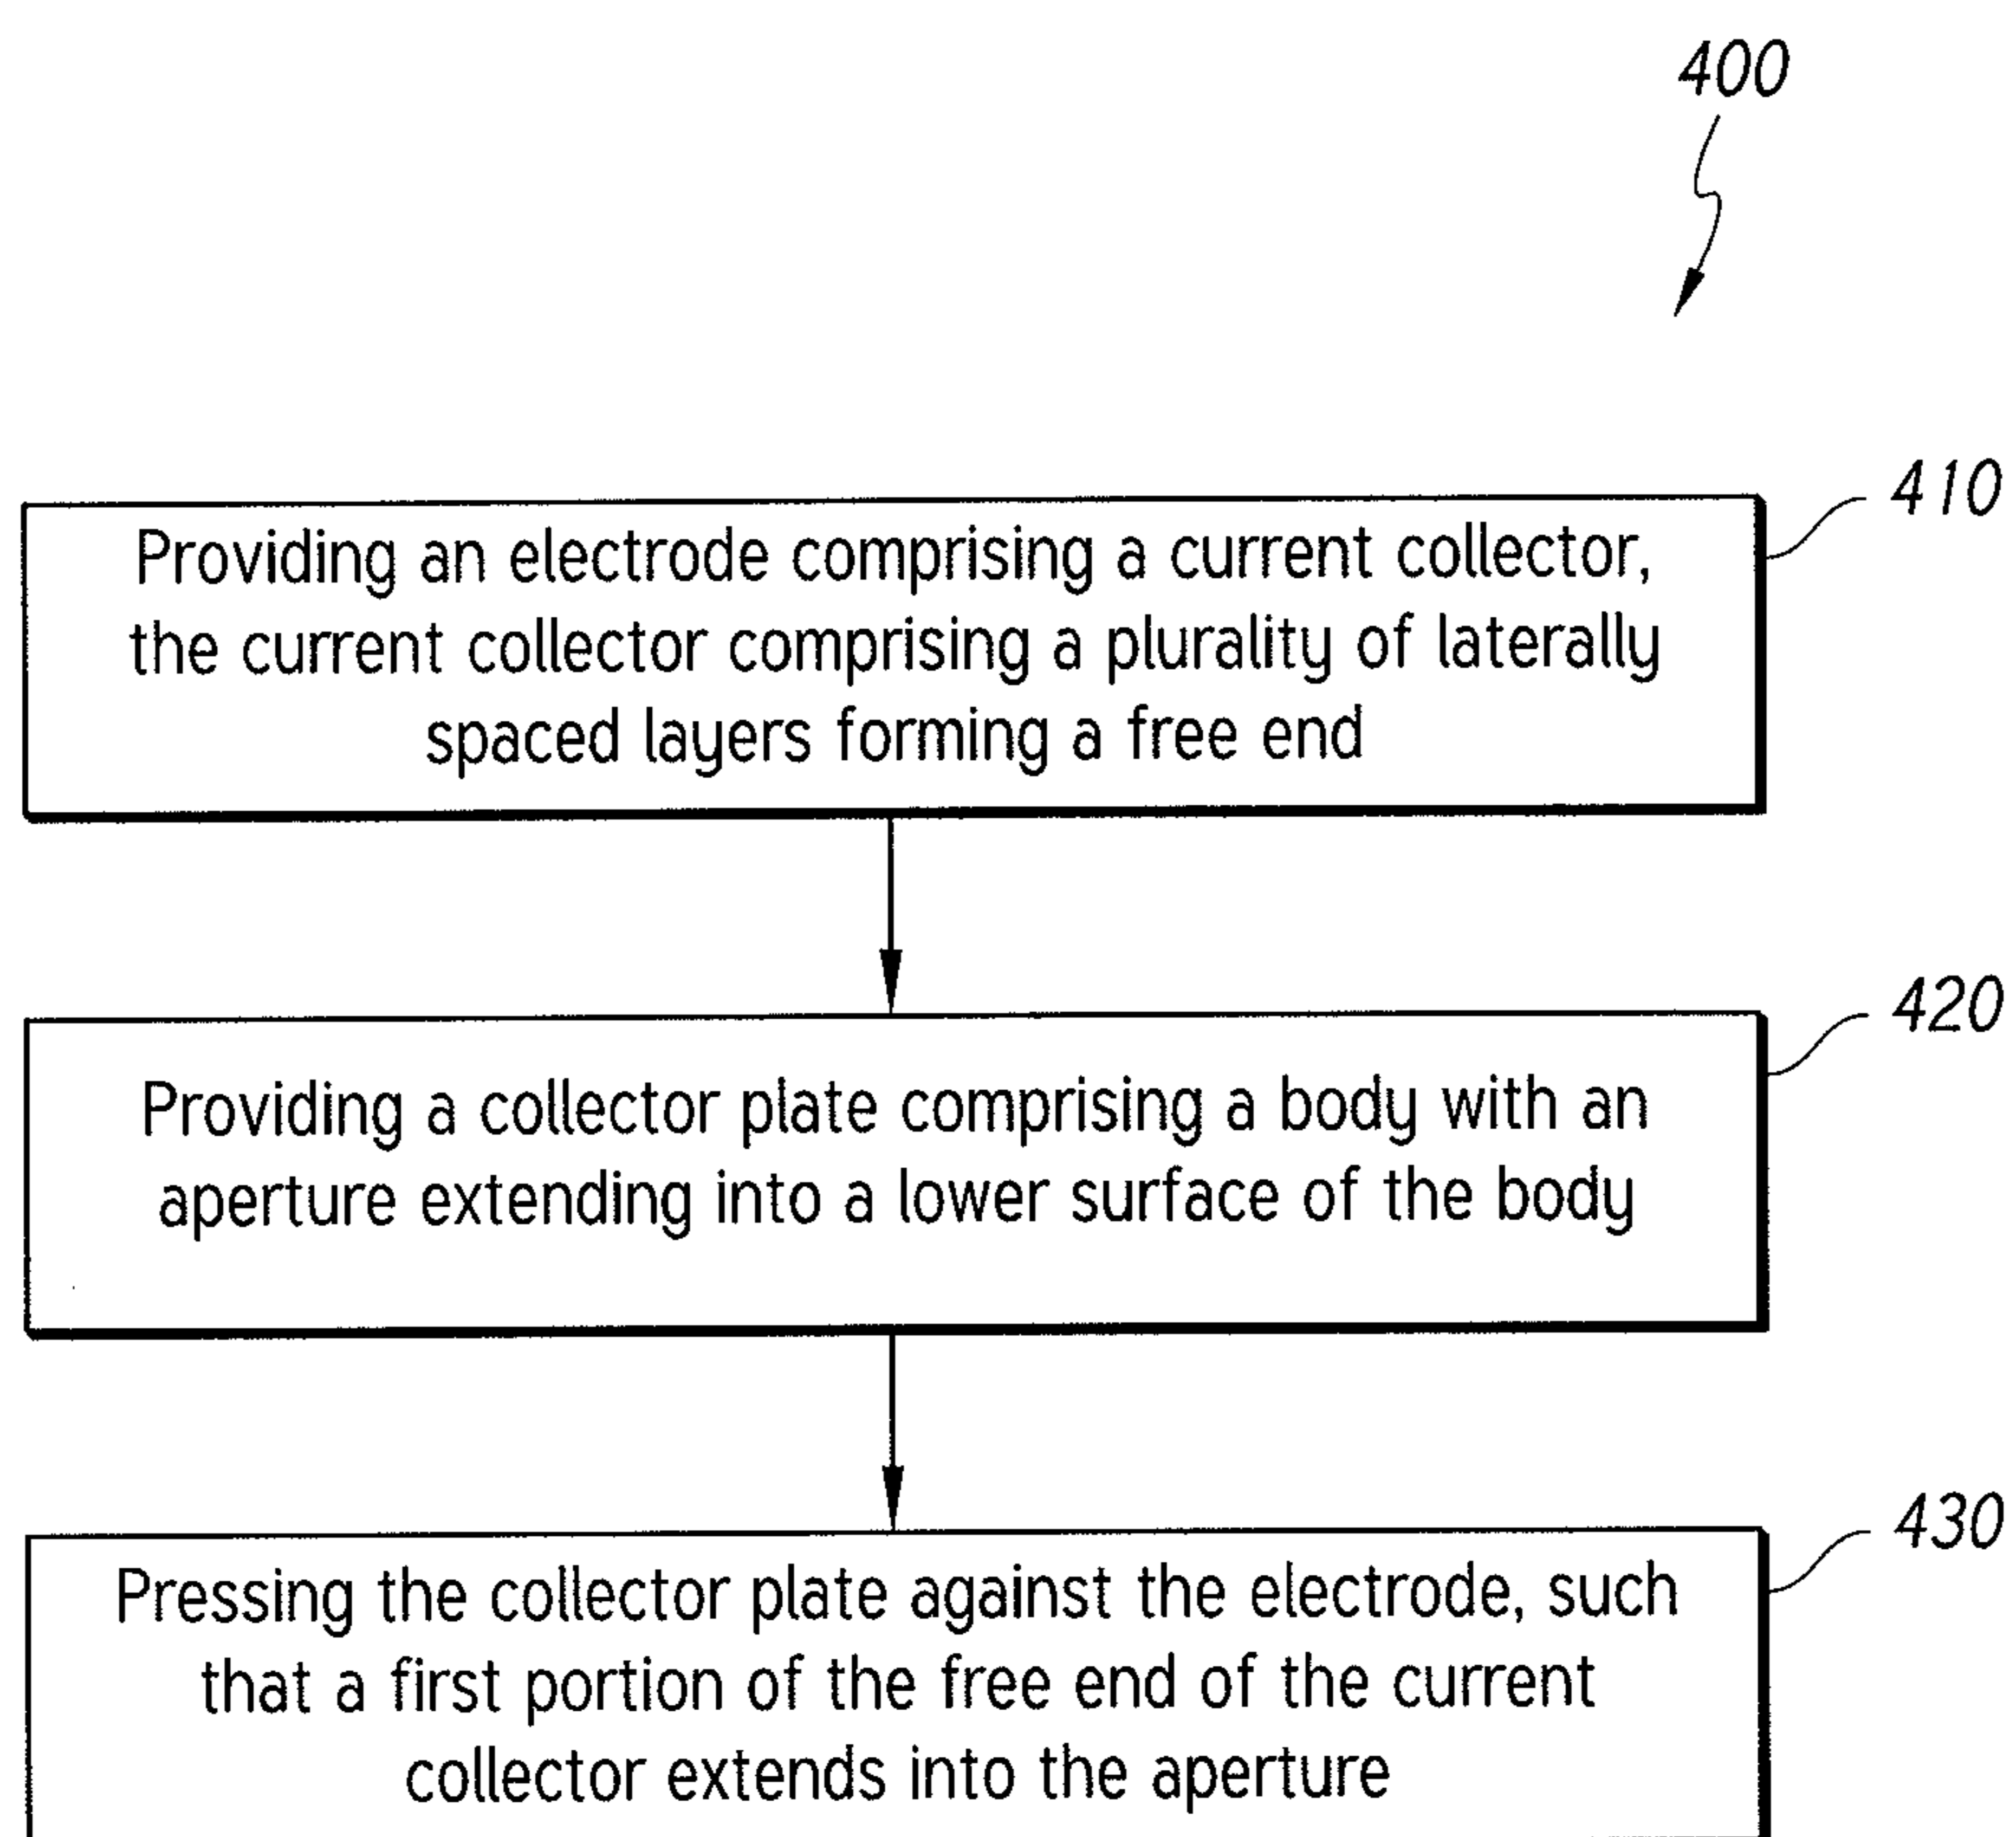 400
410
Providing an electrode comprising a current collector,
the current collector comprising a plurality of laterally
spaced layers forming a free end
420
Providing a collector plate comprising a body with an
aperture extending into a lower surface of the body
430
Pressing the collector plate against the electrode, such
that a first portion of the free end of the current
collector extends into the aperture